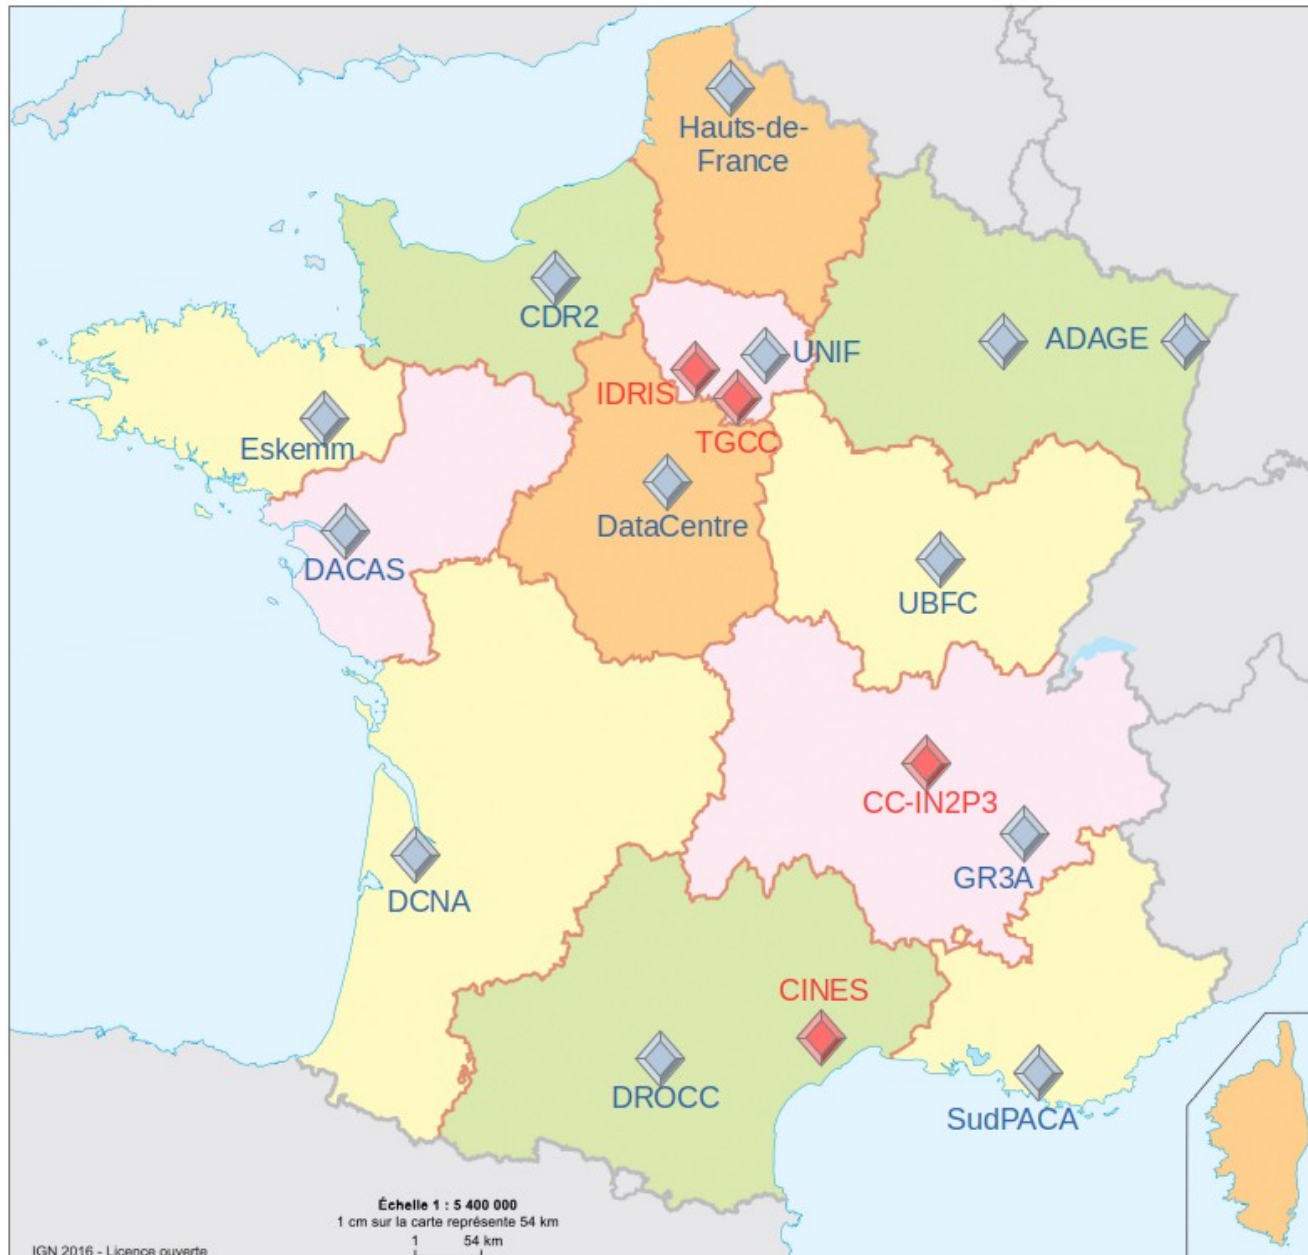 Hauts-de-
France
CDR2
ADAGE
UNIF
IDRIS
TGCC
Eskemm
DataCentre
DACAS
UBFC
CC-IN2P3
GR3A
DCNA
CINES
DROCC
SudPACA
Échelle 1 : 5 400 000
1 cm sur la carte représente 54 km
1 54 km
IGN 2016 - Licence ouverte